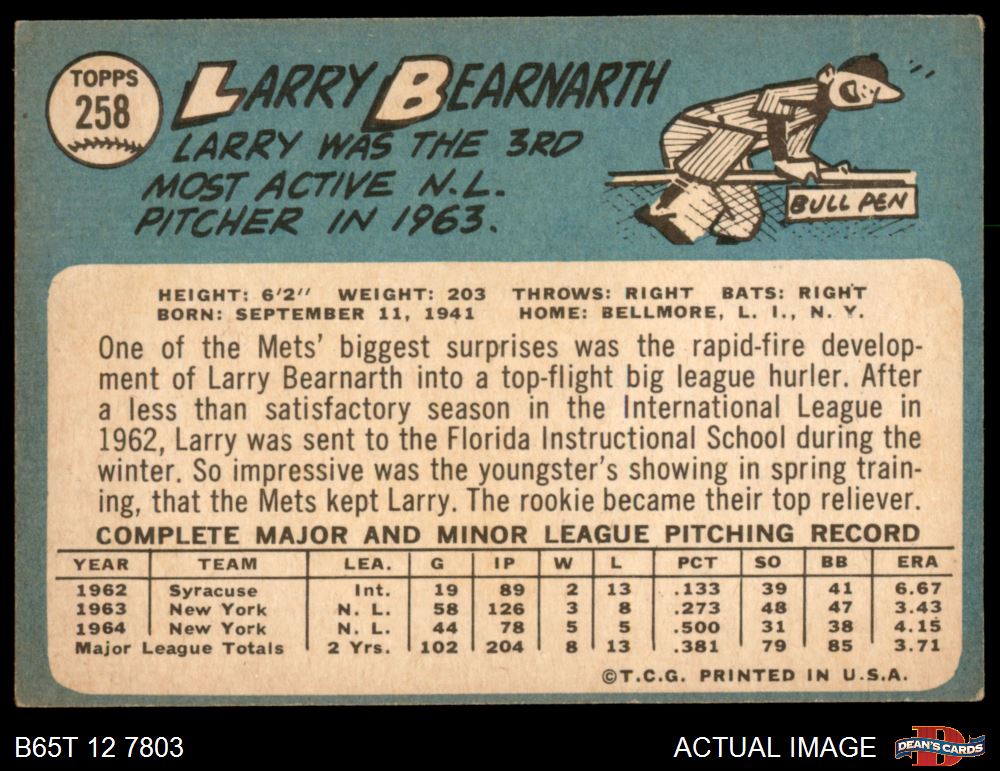 TOPPS
258
LARRY BEARNARTH
LARRY WAS THE 3RD
MOST ACTIVE N.L.
PITCHER IN 1963.
BULL PEN
HEIGHT: 6'2" WEIGHT: 203 THROWS: RIGHT BATS: RIGHT
BORN: SEPTEMBER 11, 1941 HOME: BELLMORE, L. I., N. Y.
One of the Mets' biggest surprises was the rapid-fire develop-
ment of Larry Bearnarth into a top-flight big league hurler. After
a less than satisfactory season in the International League in
1962, Larry was sent to the Florida Instructional School during the
winter. So impressive was the youngster's showing in spring train-
ing, that the Mets kept Larry. The rookie became their top reliever.
COMPLETE MAJOR AND MINOR LEAGUE PITCHING RECORD
YEAR TEAM LEA. G IP W L PCT SO BB ERA
1962 Syracuse Int. 19 89 2 13 .133 39 41 6.67
1963 New York N. L. 58 126 3 8 .273 48 47 3.43
1964 New York N. L. 44 78 5 5 .500 31 38 4.15
Major League Totals 2 Yrs. 102 204 8 13 .381 79 85 3.71
©T.C.G. PRINTED IN U.S.A.
B65T 12 7803
ACTUAL IMAGE
D
DEAN'S CARDS